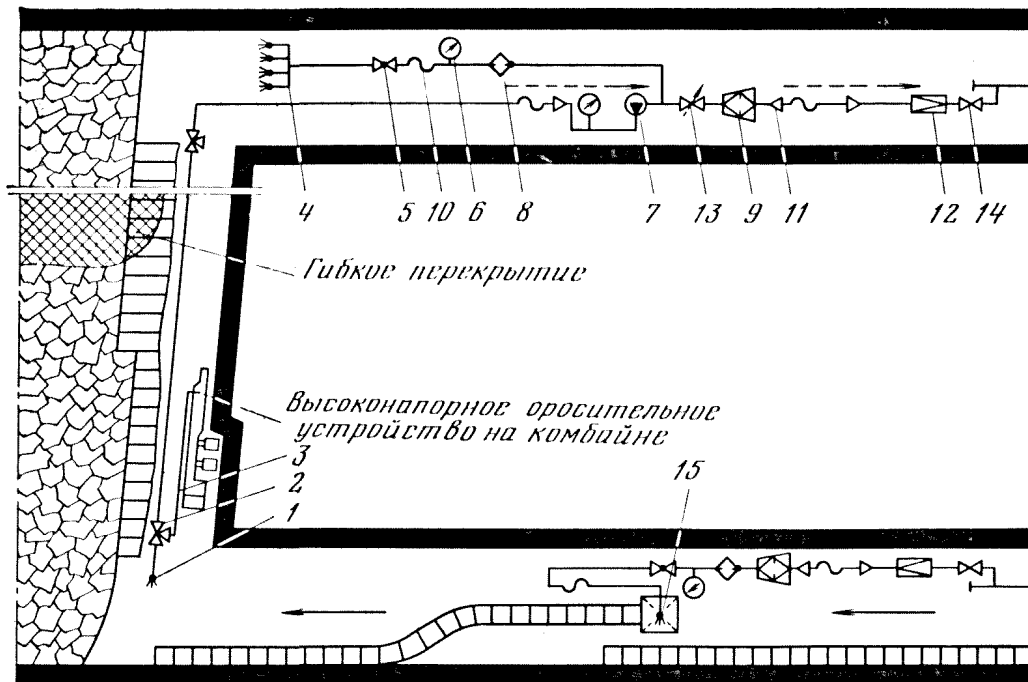 4 5 10 6 8 7 13 9 11 12 14
Гибкое перекрытие
Высоконапорное оросительное
устройство на комбайне
3
15
2
1